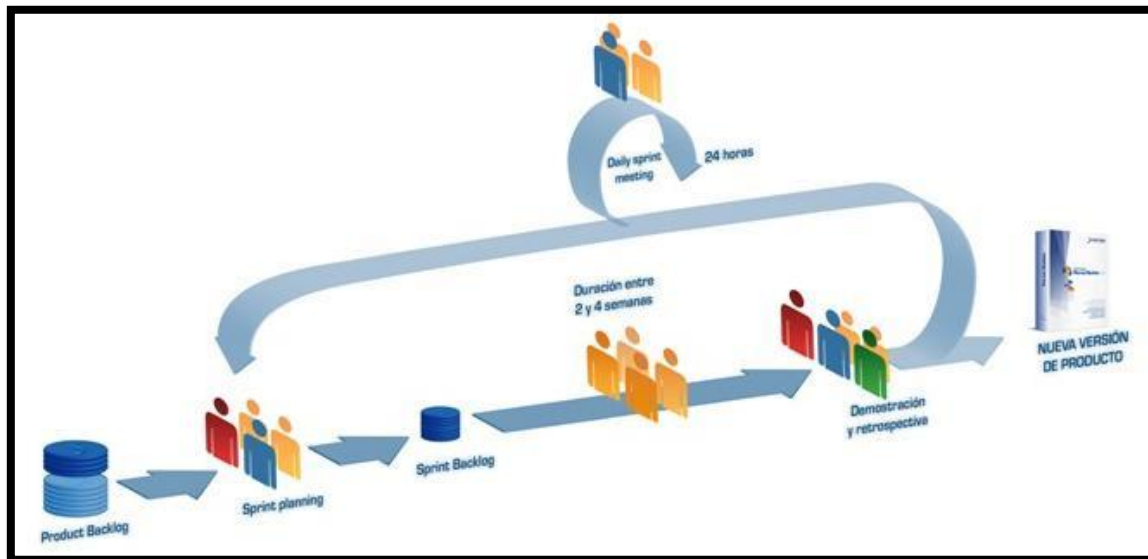 Daily sprint
meeting
24 horas
Duración entre
2 y 4 semanas
NUEVA VERSIÓN
DE PRODUCTO
Demostración
y retrospectiva
Sprint Backlog
Sprint planning
Product Backlog